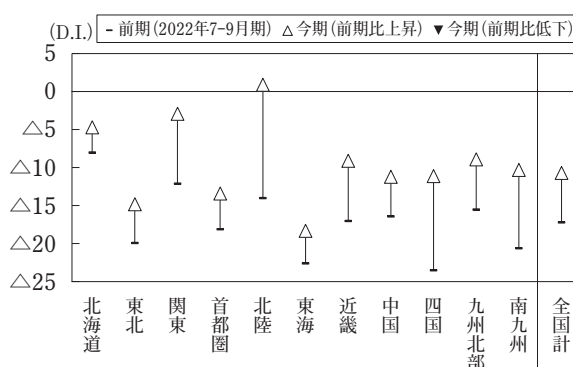 (D.I.)
- 前期(2022年7-9月期) △今期(前期比上昇) ▼今期(前期比低下)
5
0
△5
△10
△15
△20
△25
北海道
東北
関東
首都圏
北陸
東海
近畿
中国
四国
九州北部
南九州
全国計